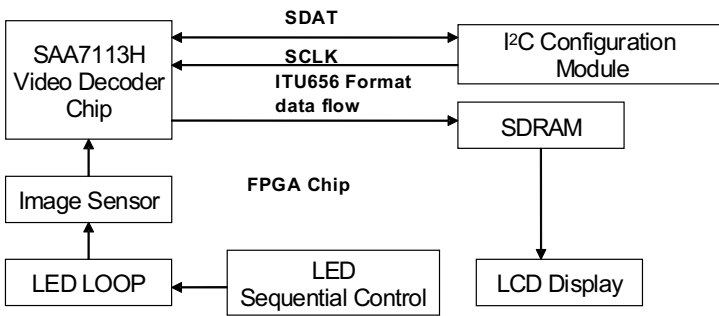 SDAT
SAA7113H
Video Decoder
Chip
SCLK
I²C Configuration
Module
ITU656 Format
data flow
SDRAM
Image Sensor
FPGA Chip
LED LOOP
LED
Sequential Control
LCD Display